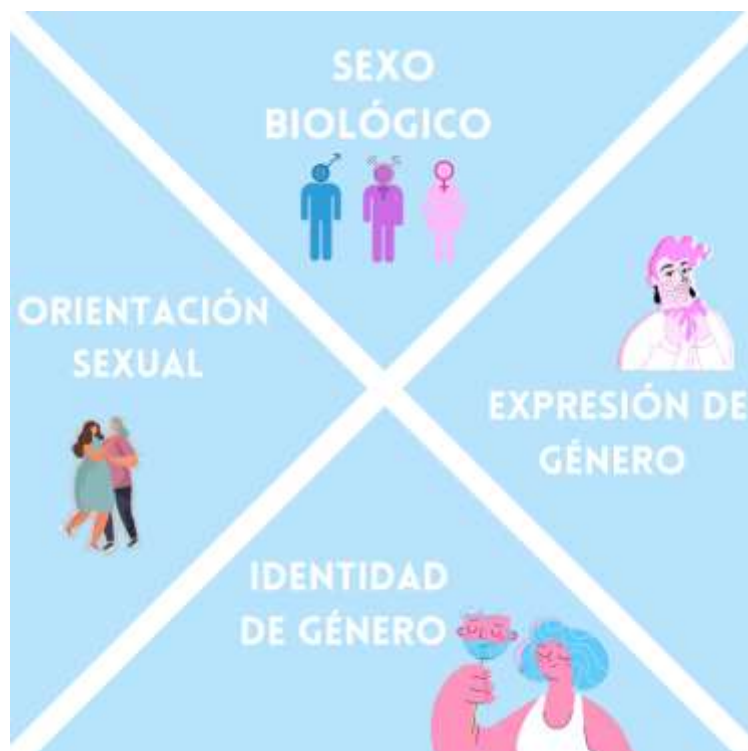 SEXO
BIOLÓGICO
ORIENTACIÓN
SEXUAL
EXPRESIÓN DE
GÉNERO
IDENTIDAD
DE GÉNERO